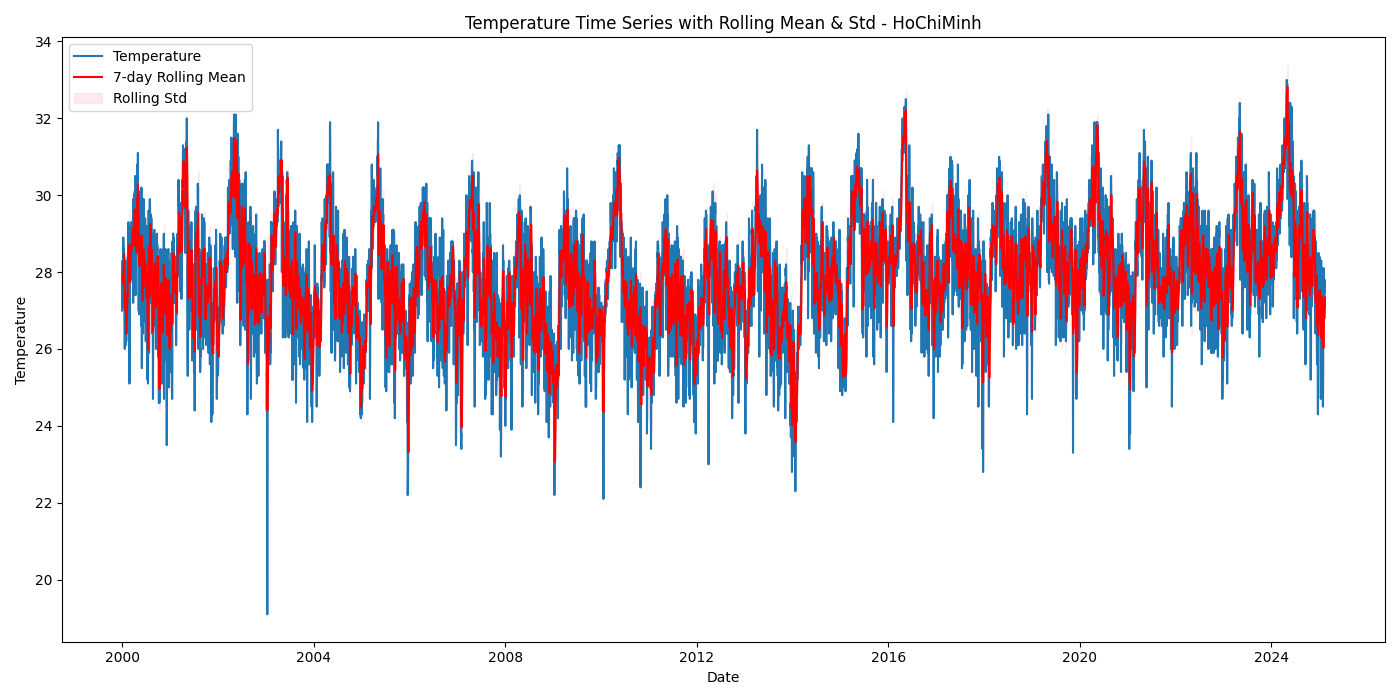 Temperature Time Series with Rolling Mean & Std - HoChiMinh
Temperature
7-day Rolling Mean
Rolling Std
34
32
30
28
26
24
22
20
Temperature
2000
2004
2008
2012
2016
2020
2024
Date